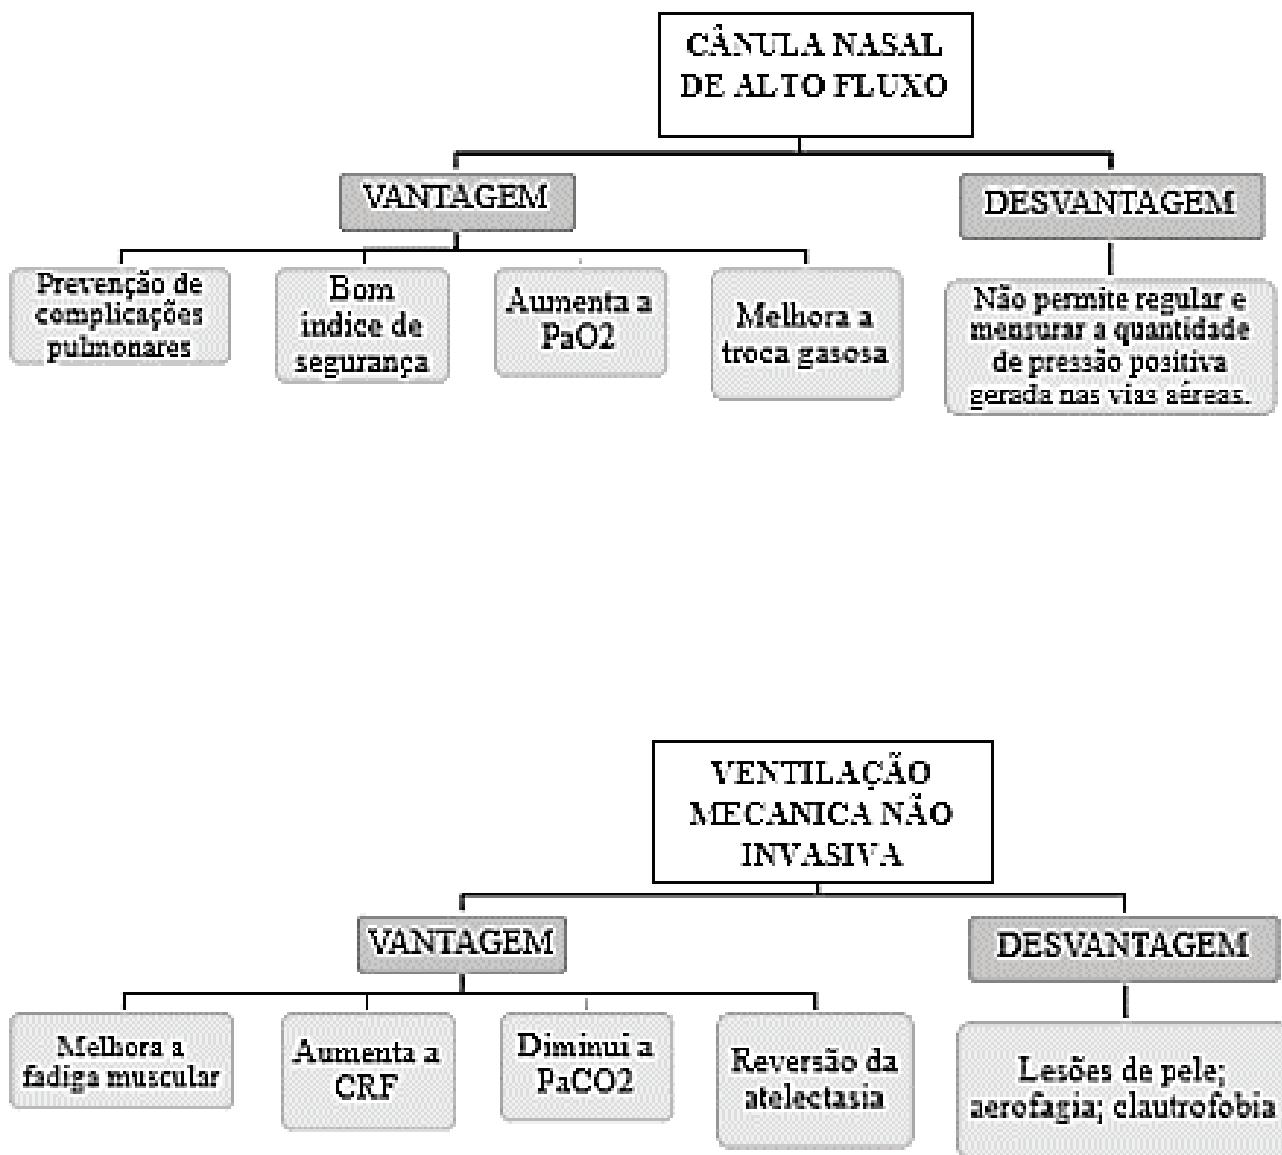 CÂNULA NASAL
DE ALTO FLUXO
VANTAGEM
DESVANTAGEM
Prevenção de
complicações
pulmonares
Bom
indice de
segurança
Aumenta a
PaO2
Melhora a
troca gasosa
Não permite regular e
mensurar a quantidade
de pressão positiva
gerada nas vias aéreas.
VENTILAÇÃO
MECANICA NÃO
INVASIVA
VANTAGEM
DESVANTAGEM
Melhora a
fadiga muscular
Aumenta a
CRF
Diminui a
PaCO2
Reversão da
atelectasia
Lesões de pele;
aerofagia; clautrofobia